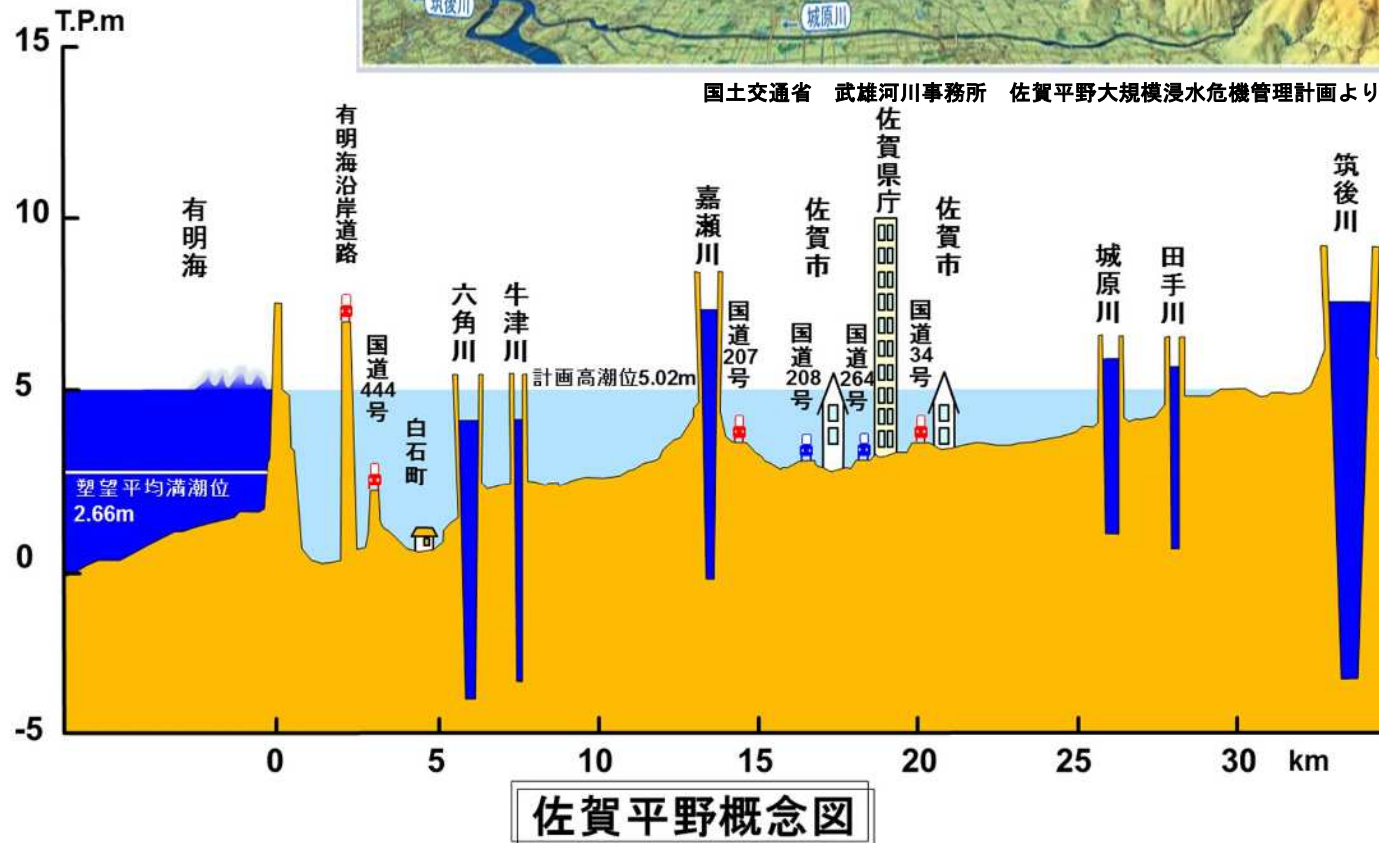 筑後川
城原川
T.P.m
国土交通省 武雄河川事務所 佐賀平野大規模浸水危機管理計画より
15
10
5
0
-5
有明海
有明海沿岸道路
国道444号
白石町
六角川
牛津川
計画高潮位5.02m
嘉瀬川
国道207号
佐賀市
国道208号
国道264号
佐賀県庁
国道34号
佐賀市
城原川
田手川
筑後川
塑望平均満潮位
2.66m
0
5
10
15
20
25
30
km
佐賀平野概念図